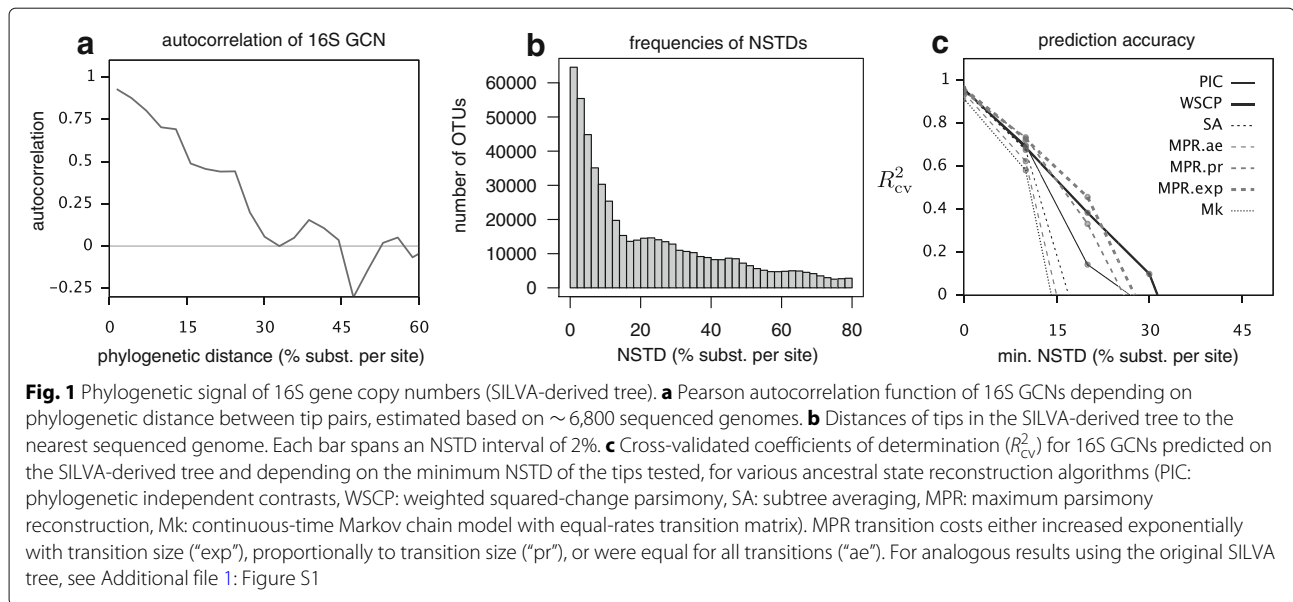 a autocorrelation of 16S GCN
1
0.75
0.5
0.25
0
−0.25
autocorrelation
0 15 30 45 60
phylogenetic distance (% subst. per site)
b frequencies of NSTDs
60000
50000
40000
30000
20000
10000
0
number of OTUs
0 20 40 60 80
NSTD (% subst. per site)
c prediction accuracy
1
0.8
0.6
0.4
0.2
0
R²cv
PIC
WSCP
SA
MPR.ae
MPR.pr
MPR.exp
Mk
0 15 30 45
min. NSTD (% subst. per site)
Fig. 1 Phylogenetic signal of 16S gene copy numbers (SILVA-derived tree). a Pearson autocorrelation function of 16S GCNs depending on
phylogenetic distance between tip pairs, estimated based on ∼ 6,800 sequenced genomes. b Distances of tips in the SILVA-derived tree to the
nearest sequenced genome. Each bar spans an NSTD interval of 2%. c Cross-validated coefficients of determination (R²cv) for 16S GCNs predicted on
the SILVA-derived tree and depending on the minimum NSTD of the tips tested, for various ancestral state reconstruction algorithms (PIC:
phylogenetic independent contrasts, WSCP: weighted squared-change parsimony, SA: subtree averaging, MPR: maximum parsimony
reconstruction, Mk: continuous-time Markov chain model with equal-rates transition matrix). MPR transition costs either increased exponentially
with transition size (“exp”), proportionally to transition size (“pr”), or were equal for all transitions (“ae”). For analogous results using the original SILVA
tree, see Additional file 1: Figure S1